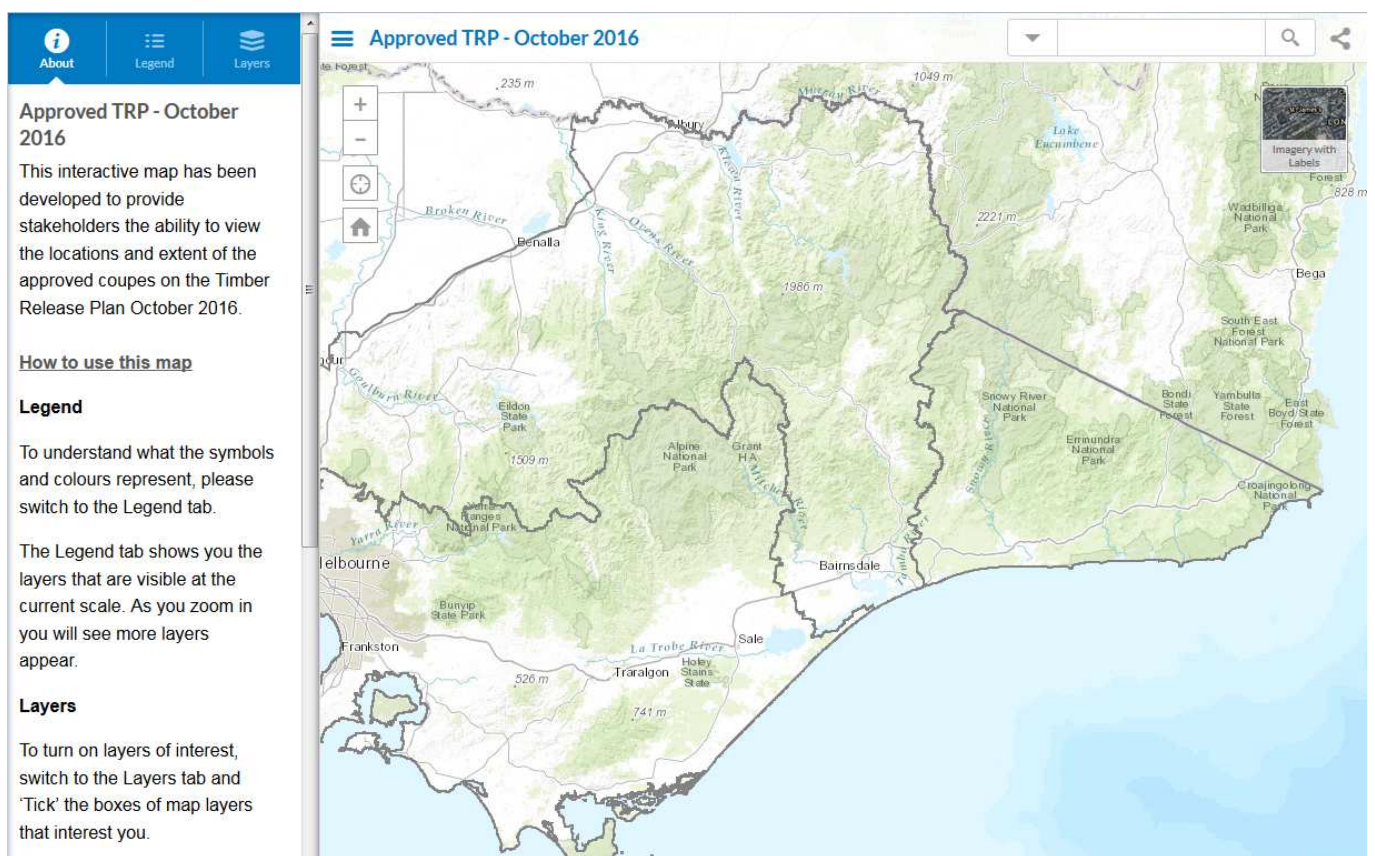 About
Legend
Layers
Approved TRP - October
2016
This interactive map has been
developed to provide
stakeholders the ability to view
the locations and extent of the
approved coupes on the Timber
Release Plan October 2016.
How to use this map
Legend
To understand what the symbols
and colours represent, please
switch to the Legend tab.
The Legend tab shows you the
layers that are visible at the
current scale. As you zoom in
you will see more layers
appear.
Layers
To turn on layers of interest,
switch to the Layers tab and
‘Tick’ the boxes of map layers
that interest you.
Approved TRP - October 2016
235 m
1049 m
Murray River
Albury
Lake
Eucumbene
Imagery with
Labels
Forest
828 m
Kiewa River
Broken River
Benalla
King River
Ovens River
2221 m
Wadbilliga
National
Park
1986 m
Bega
South East
Forest
National Park
Goulburn River
Eildon
State
Park
Snowy River
National
Park
Bondi
State
Forest
Yambulla
State
Forest
East
Boyd State
Forest
1509 m
Alpine
National
Park
Grant
H A
Mitchell River
Errinundra
National
Park
Snowy River
Croajingolong
National
Park
Yarra
Ranges
National Park
Yarra River
elbourne
Bairnsdale
Tambo River
Bunyip
State Park
Frankston
La Trobe River
Sale
Holey
Stains
State
Traralgon
526 m
741 m